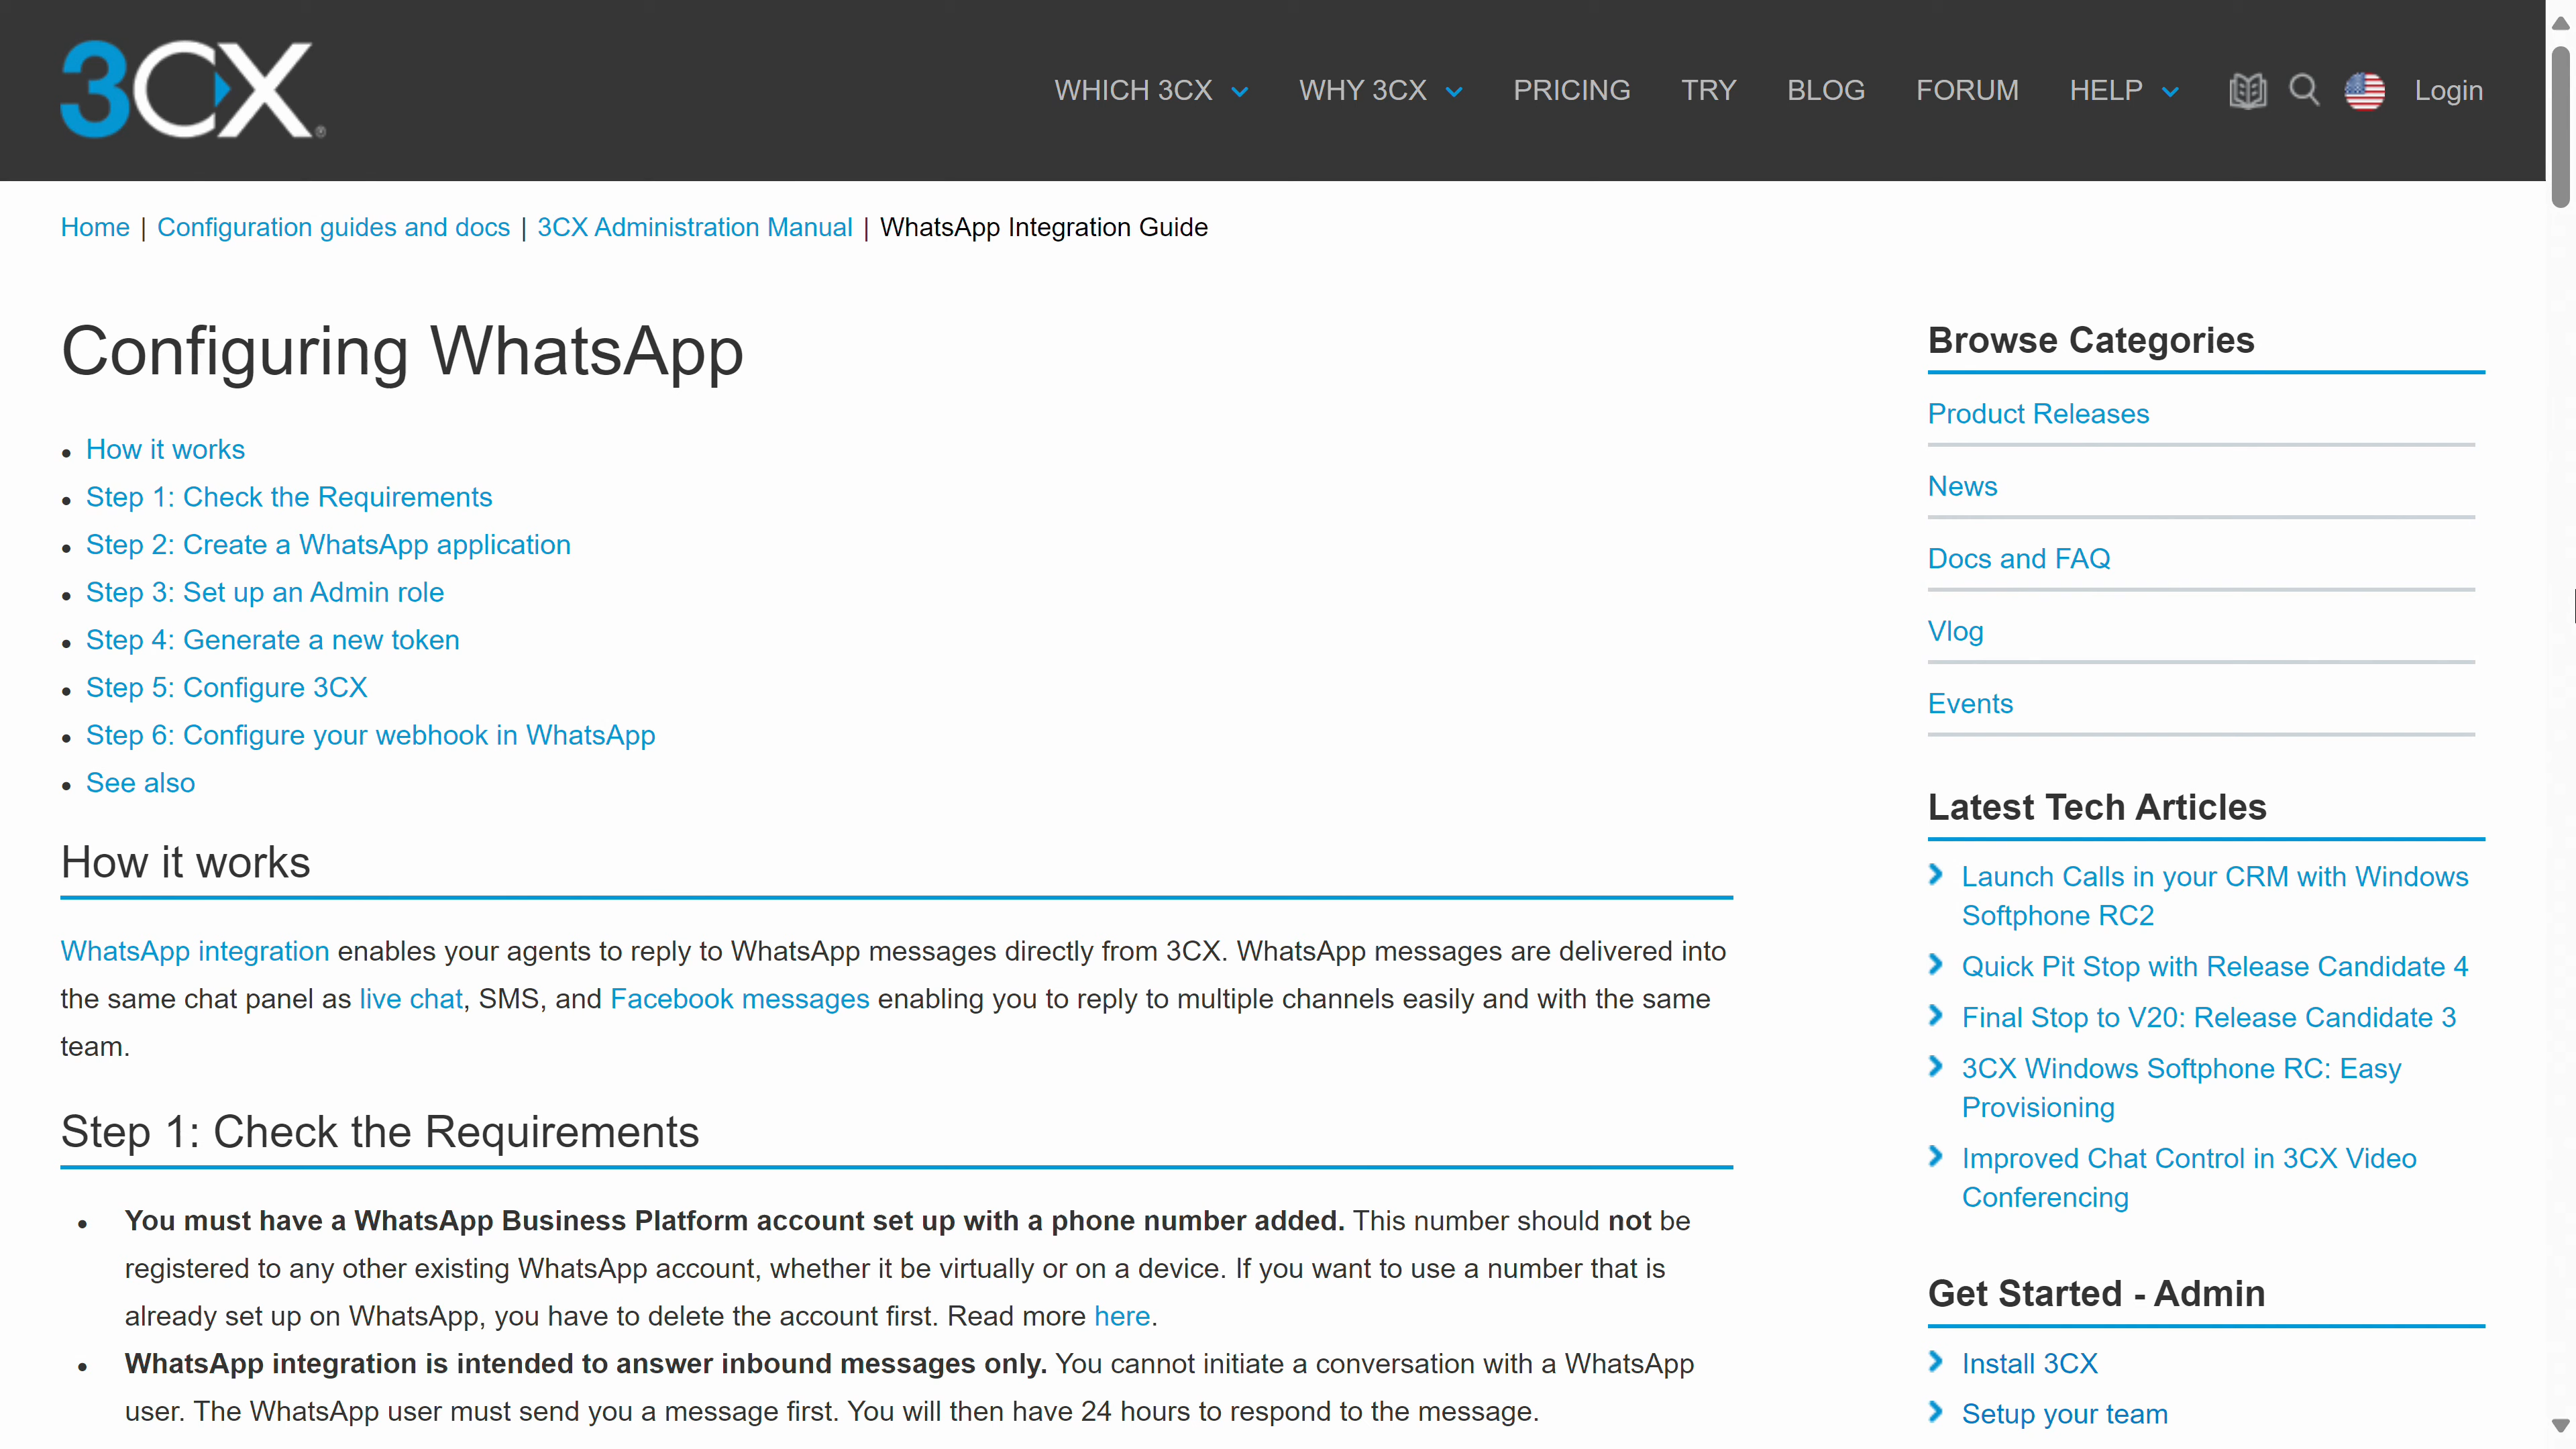 3CX®
WHICH 3CX WHY 3CX PRICING TRY BLOG FORUM HELP Login
Home | Configuration guides and docs | 3CX Administration Manual | WhatsApp Integration Guide
Configuring WhatsApp
• How it works
• Step 1: Check the Requirements
• Step 2: Create a WhatsApp application
• Step 3: Set up an Admin role
• Step 4: Generate a new token
• Step 5: Configure 3CX
• Step 6: Configure your webhook in WhatsApp
• See also
How it works
WhatsApp integration enables your agents to reply to WhatsApp messages directly from 3CX. WhatsApp messages are delivered into
the same chat panel as live chat, SMS, and Facebook messages enabling you to reply to multiple channels easily and with the same
team.
Step 1: Check the Requirements
• You must have a WhatsApp Business Platform account set up with a phone number added. This number should not be
registered to any other existing WhatsApp account, whether it be virtually or on a device. If you want to use a number that is
already set up on WhatsApp, you have to delete the account first. Read more here.
• WhatsApp integration is intended to answer inbound messages only. You cannot initiate a conversation with a WhatsApp
user. The WhatsApp user must send you a message first. You will then have 24 hours to respond to the message.
Browse Categories
Product Releases
News
Docs and FAQ
Vlog
Events
Latest Tech Articles
Launch Calls in your CRM with Windows
Softphone RC2
Quick Pit Stop with Release Candidate 4
Final Stop to V20: Release Candidate 3
3CX Windows Softphone RC: Easy
Provisioning
Improved Chat Control in 3CX Video
Conferencing
Get Started - Admin
Install 3CX
Setup your team